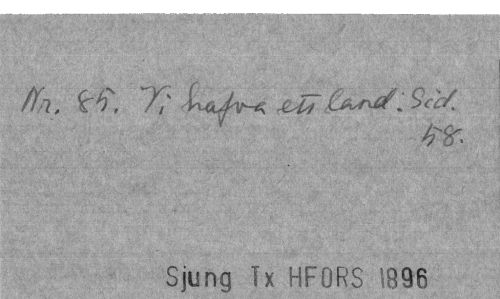 Nr. 85. Vi hafva ett land. Sid.
58.
Sjung Tx HFORS 1896